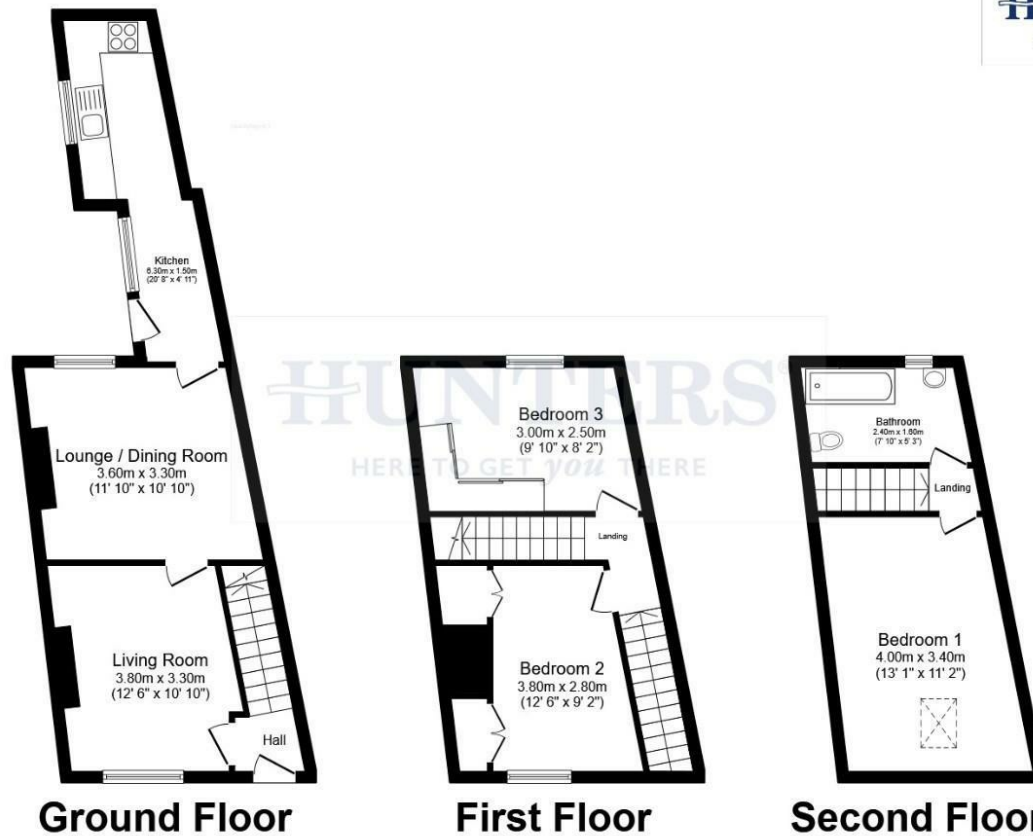 Kitchen
6.30m x 1.50m
(20' 8" x 4' 11")
Lounge / Dining Room
3.60m x 3.30m
(11' 10" x 10' 10")
Living Room
3.80m x 3.30m
(12' 6" x 10' 10")
Hall
Ground Floor
HUNTERS®
HERE TO GET you THERE
Bedroom 3
3.00m x 2.50m
(9' 10" x 8' 2")
Landing
Bedroom 2
3.80m x 2.80m
(12' 6" x 9' 2")
First Floor
Bathroom
2.40m x 1.60m
(7' 10" x 5' 3")
Landing
Bedroom 1
4.00m x 3.40m
(13' 1" x 11' 2")
Second Floor